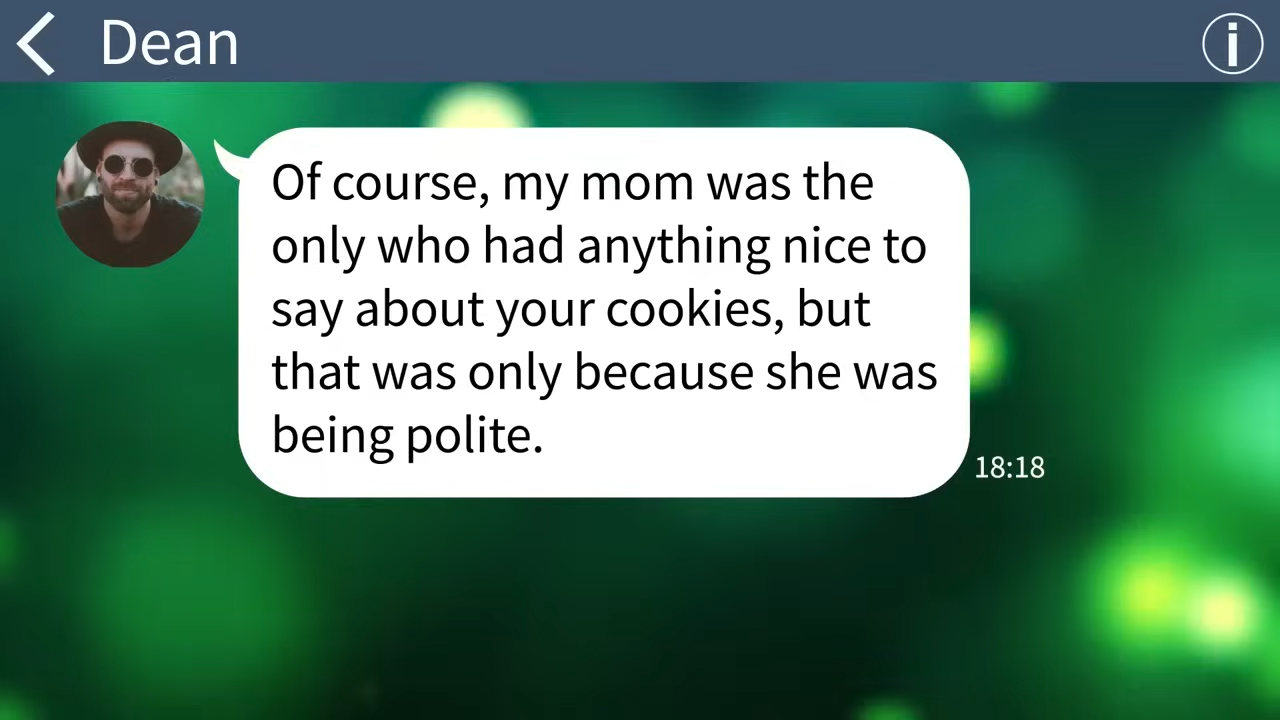 Dean
Of course, my mom was the
only who had anything nice to
say about your cookies, but
that was only because she was
being polite.
18:18